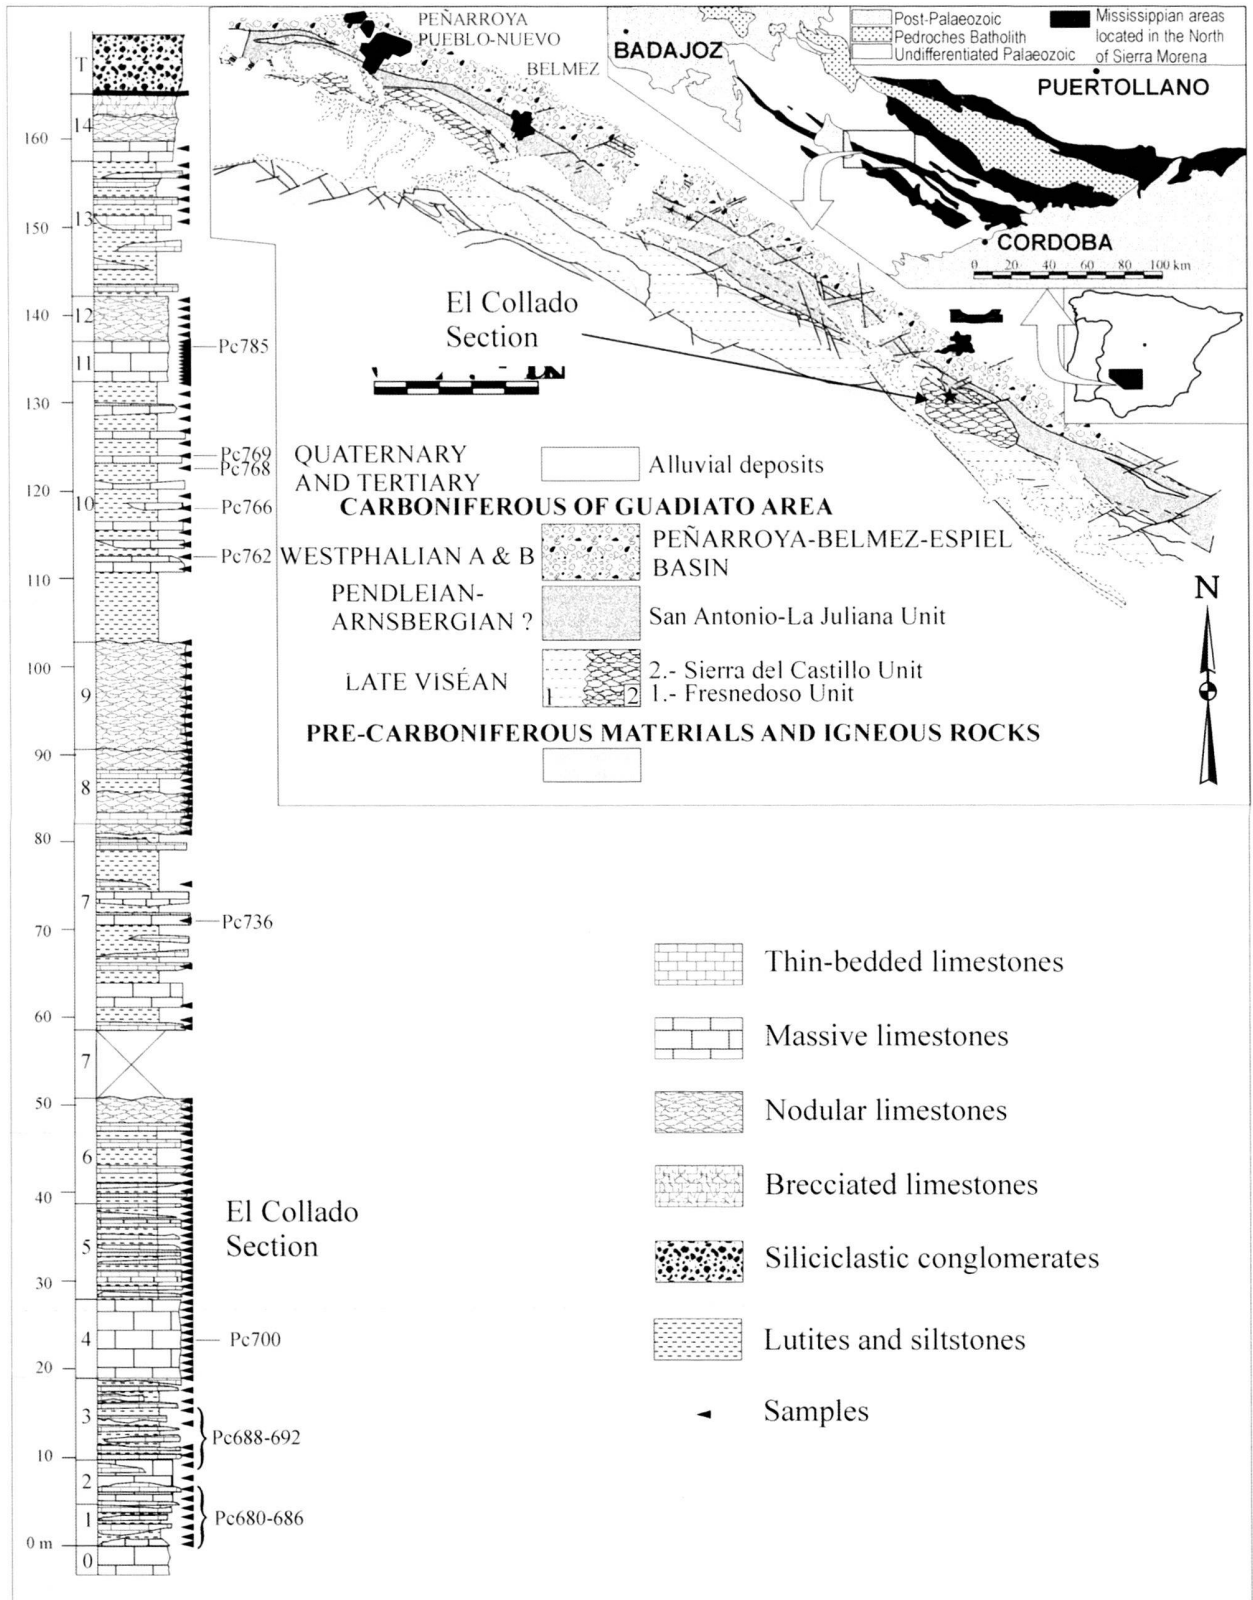 PEÑARROYA
PUEBLO-NUEVO
BELMEZ
BADAJOZ
Post-Palaeozoic
Pedroches Batholith
Undifferentiated Palaeozoic
Mississippian areas
located in the North
of Sierra Morena
PUERTOLLANO
CORDOBA
0 20 40 60 80 100 km
El Collado
Section
QUATERNARY
AND TERTIARY
Alluvial deposits
CARBONIFEROUS OF GUADIATO AREA
WESTPHALIAN A & B
PEÑARROYA-BELMEZ-ESPIEL
BASIN
PENDLEIAN-
ARNSBERGIAN ?
San Antonio-La Juliana Unit
LATE VISÉAN
1 2
2.- Sierra del Castillo Unit
1.- Fresnedoso Unit
PRE-CARBONIFEROUS MATERIALS AND IGNEOUS ROCKS
N
T
14
160
13
150
12
140
Pc785
11
130
Pc769
Pc768
120
10
Pc766
Pc762
110
100
9
90
8
80
7
Pc736
70
60
7
50
6
40
El Collado
Section
5
30
4
Pc700
20
3
Pc688-692
10
2
1
Pc680-686
0 m
0
Thin-bedded limestones
Massive limestones
Nodular limestones
Brecciated limestones
Siliciclastic conglomerates
Lutites and siltstones
Samples